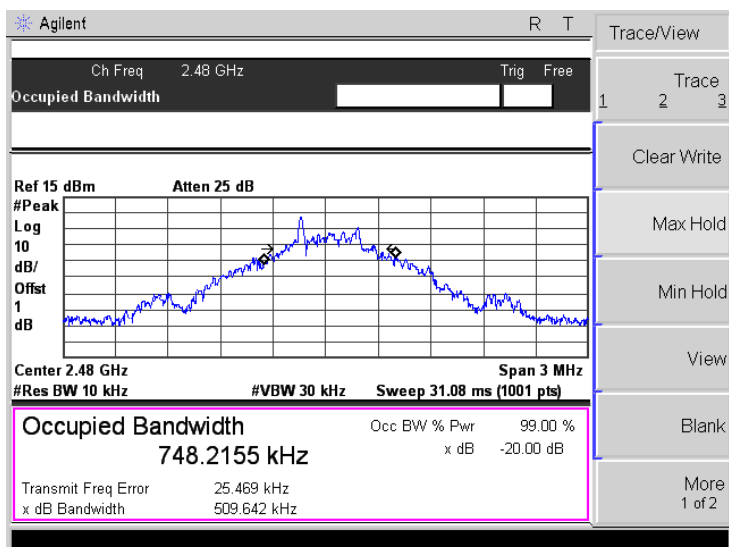 Agilent R T
Trace/View
Ch Freq 2.48 GHz Trig Free
Occupied Bandwidth
Trace
1 2 3
Clear Write
Max Hold
Min Hold
View
Blank
More
1 of 2
Ref 15 dBm Atten 25 dB
#Peak
Log
10
dB/
Offst
1
dB
Center 2.48 GHz Span 3 MHz
#Res BW 10 kHz #VBW 30 kHz Sweep 31.08 ms (1001 pts)
Occupied Bandwidth
748.2155 kHz
Occ BW % Pwr 99.00 %
x dB -20.00 dB
Transmit Freq Error 25.469 kHz
x dB Bandwidth 509.642 kHz